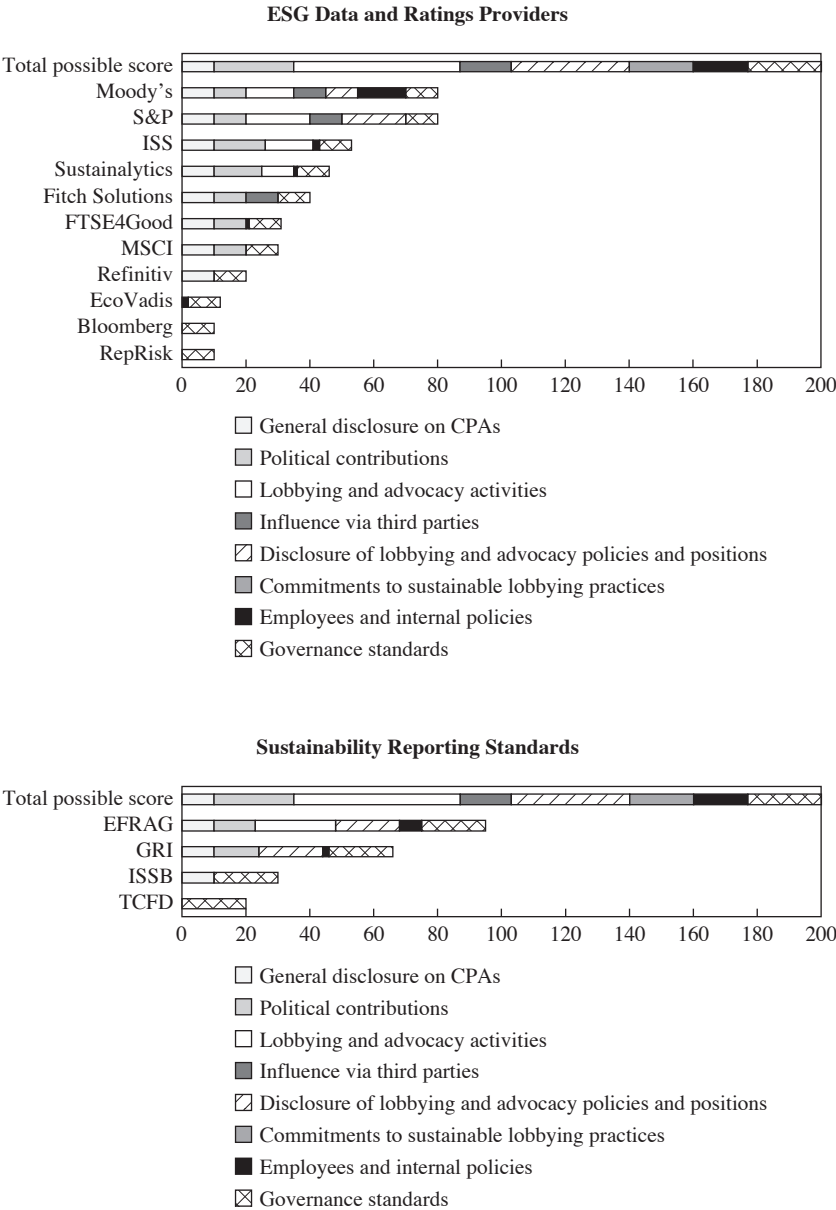 ESG Data and Ratings Providers
Total possible score
Moody's
S&P
ISS
Sustainalytics
Fitch Solutions
FTSE4Good
MSCI
Refinitiv
EcoVadis
Bloomberg
RepRisk
0 20 40 60 80 100 120 140 160 180 200
General disclosure on CPAs
Political contributions
Lobbying and advocacy activities
Influence via third parties
Disclosure of lobbying and advocacy policies and positions
Commitments to sustainable lobbying practices
Employees and internal policies
Governance standards
Sustainability Reporting Standards
Total possible score
EFRAG
GRI
ISSB
TCFD
0 20 40 60 80 100 120 140 160 180 200
General disclosure on CPAs
Political contributions
Lobbying and advocacy activities
Influence via third parties
Disclosure of lobbying and advocacy policies and positions
Commitments to sustainable lobbying practices
Employees and internal policies
Governance standards